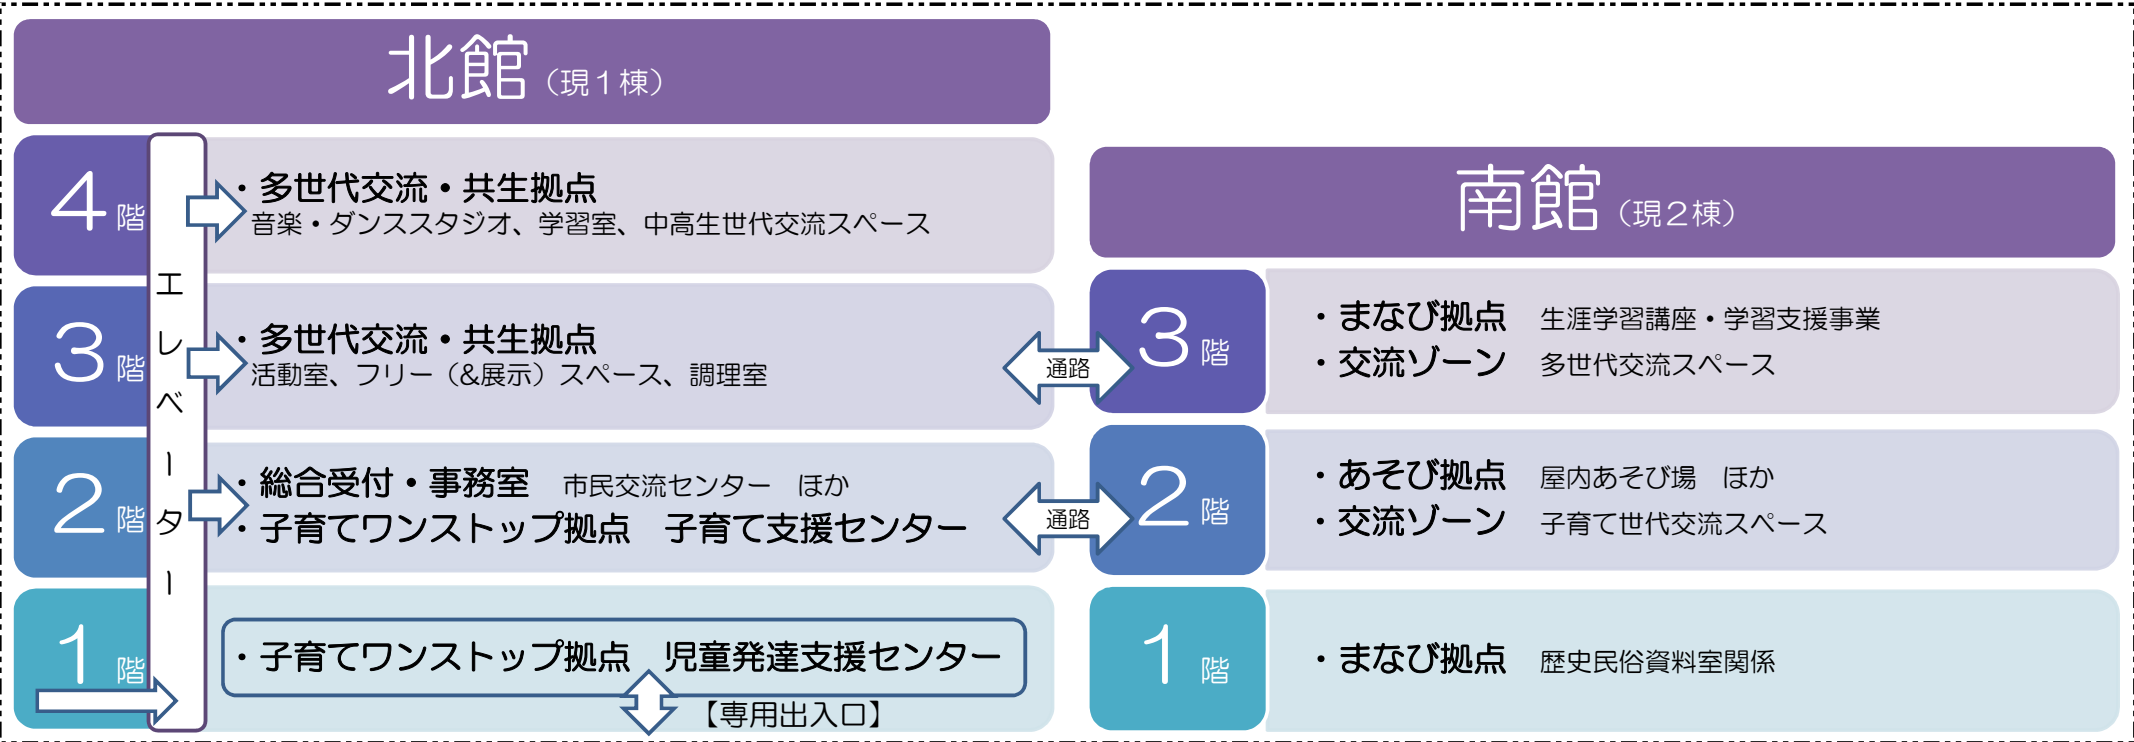 北館（現１棟）
4階
・多世代交流・共生拠点
音楽・ダンススタジオ、学習室、中高生世代交流スペース
3階
・多世代交流・共生拠点
活動室、フリー（&展示）スペース、調理室
2階
・総合受付・事務室　市民交流センター　ほか
・子育てワンストップ拠点　子育て支援センター
1階
・子育てワンストップ拠点　児童発達支援センター
【専用出入口】
エレベーター
通路
通路
南館（現２棟）
3階
・まなび拠点　生涯学習講座・学習支援事業
・交流ゾーン　多世代交流スペース
2階
・あそび拠点　屋内あそび場　ほか
・交流ゾーン　子育て世代交流スペース
1階
・まなび拠点　歴史民俗資料室関係